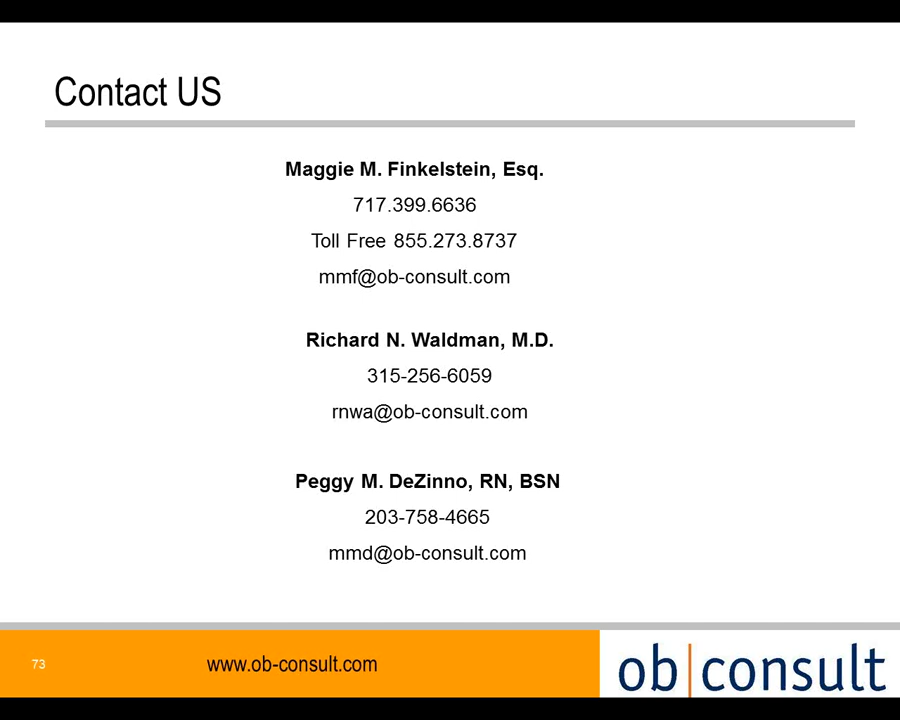 Contact US
Maggie M. Finkelstein, Esq.
717.399.6636
Toll Free 855.273.8737
mmf@ob-consult.com
Richard N. Waldman, M.D.
315-256-6059
rnwa@ob-consult.com
Peggy M. DeZinno, RN, BSN
203-758-4665
mmd@ob-consult.com
73
www.ob-consult.com
ob|consult